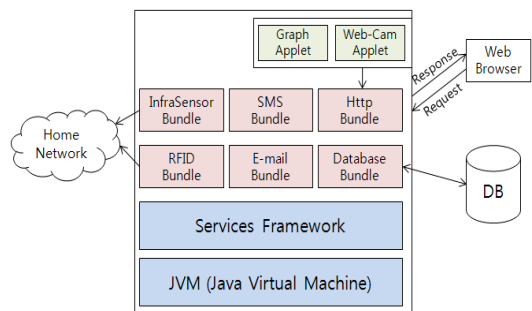 Graph
Applet
Web-Cam
Applet
Response
Request
Web
Browser
InfraSensor
Bundle
SMS
Bundle
Http
Bundle
Home
Network
RFID
Bundle
E-mail
Bundle
Database
Bundle
DB
Services Framework
JVM (Java Virtual Machine)